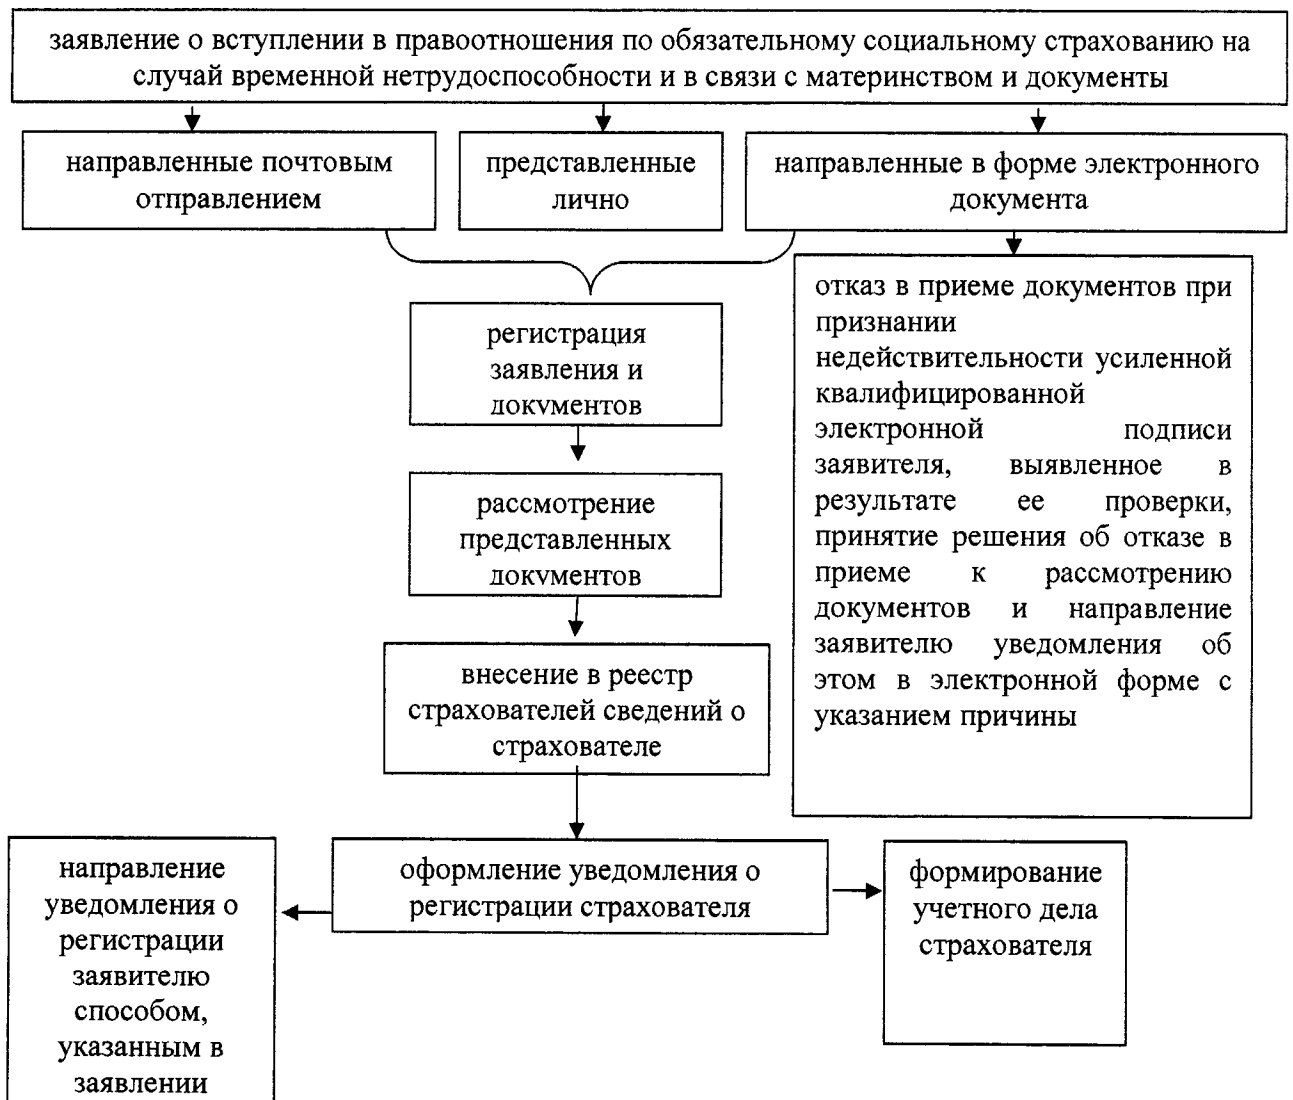 заявление о вступлении в правоотношения по обязательному социальному страхованию на
случай временной нетрудоспособности и в связи с материнством и документы
направленные почтовым
отправлением
представленные
лично
направленные в форме электронного
документа
отказ в приеме документов при
признании
недействительности усиленной
квалифицированной
электронной подписи
заявителя, выявленное в
результате ее проверки,
принятие решения об отказе в
приеме к рассмотрению
документов и направление
заявителю уведомления об
этом в электронной форме с
указанием причины
регистрация
заявления и
документов
рассмотрение
представленных
документов
внесение в реестр
страхователей сведений о
страхователе
оформление уведомления о
регистрации страхователя
направление
уведомления о
регистрации
заявителю
способом,
указанным в
заявлении
формирование
учетного дела
страхователя